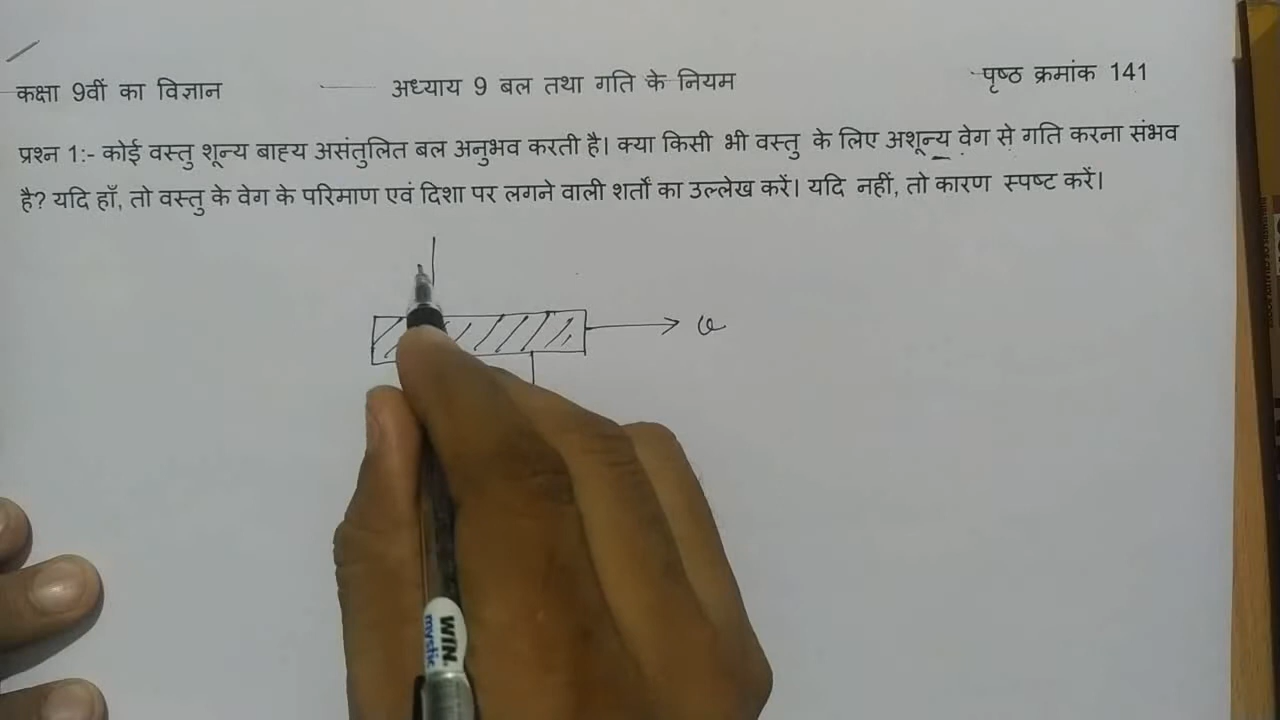 कक्षा 9वीं का विज्ञान अध्याय 9 बल तथा गति के नियम पृष्ठ क्रमांक 141
प्रश्न 1:- कोई वस्तु शून्य बाह्य असंतुलित बल अनुभव करती है। क्या किसी भी वस्तु के लिए अशून्य वेग से गति करना संभव
है? यदि हाँ, तो वस्तु के वेग के परिमाण एवं दिशा पर लगने वाली शर्तों का उल्लेख करें। यदि नहीं, तो कारण स्पष्ट करें।
WIN.
mystic